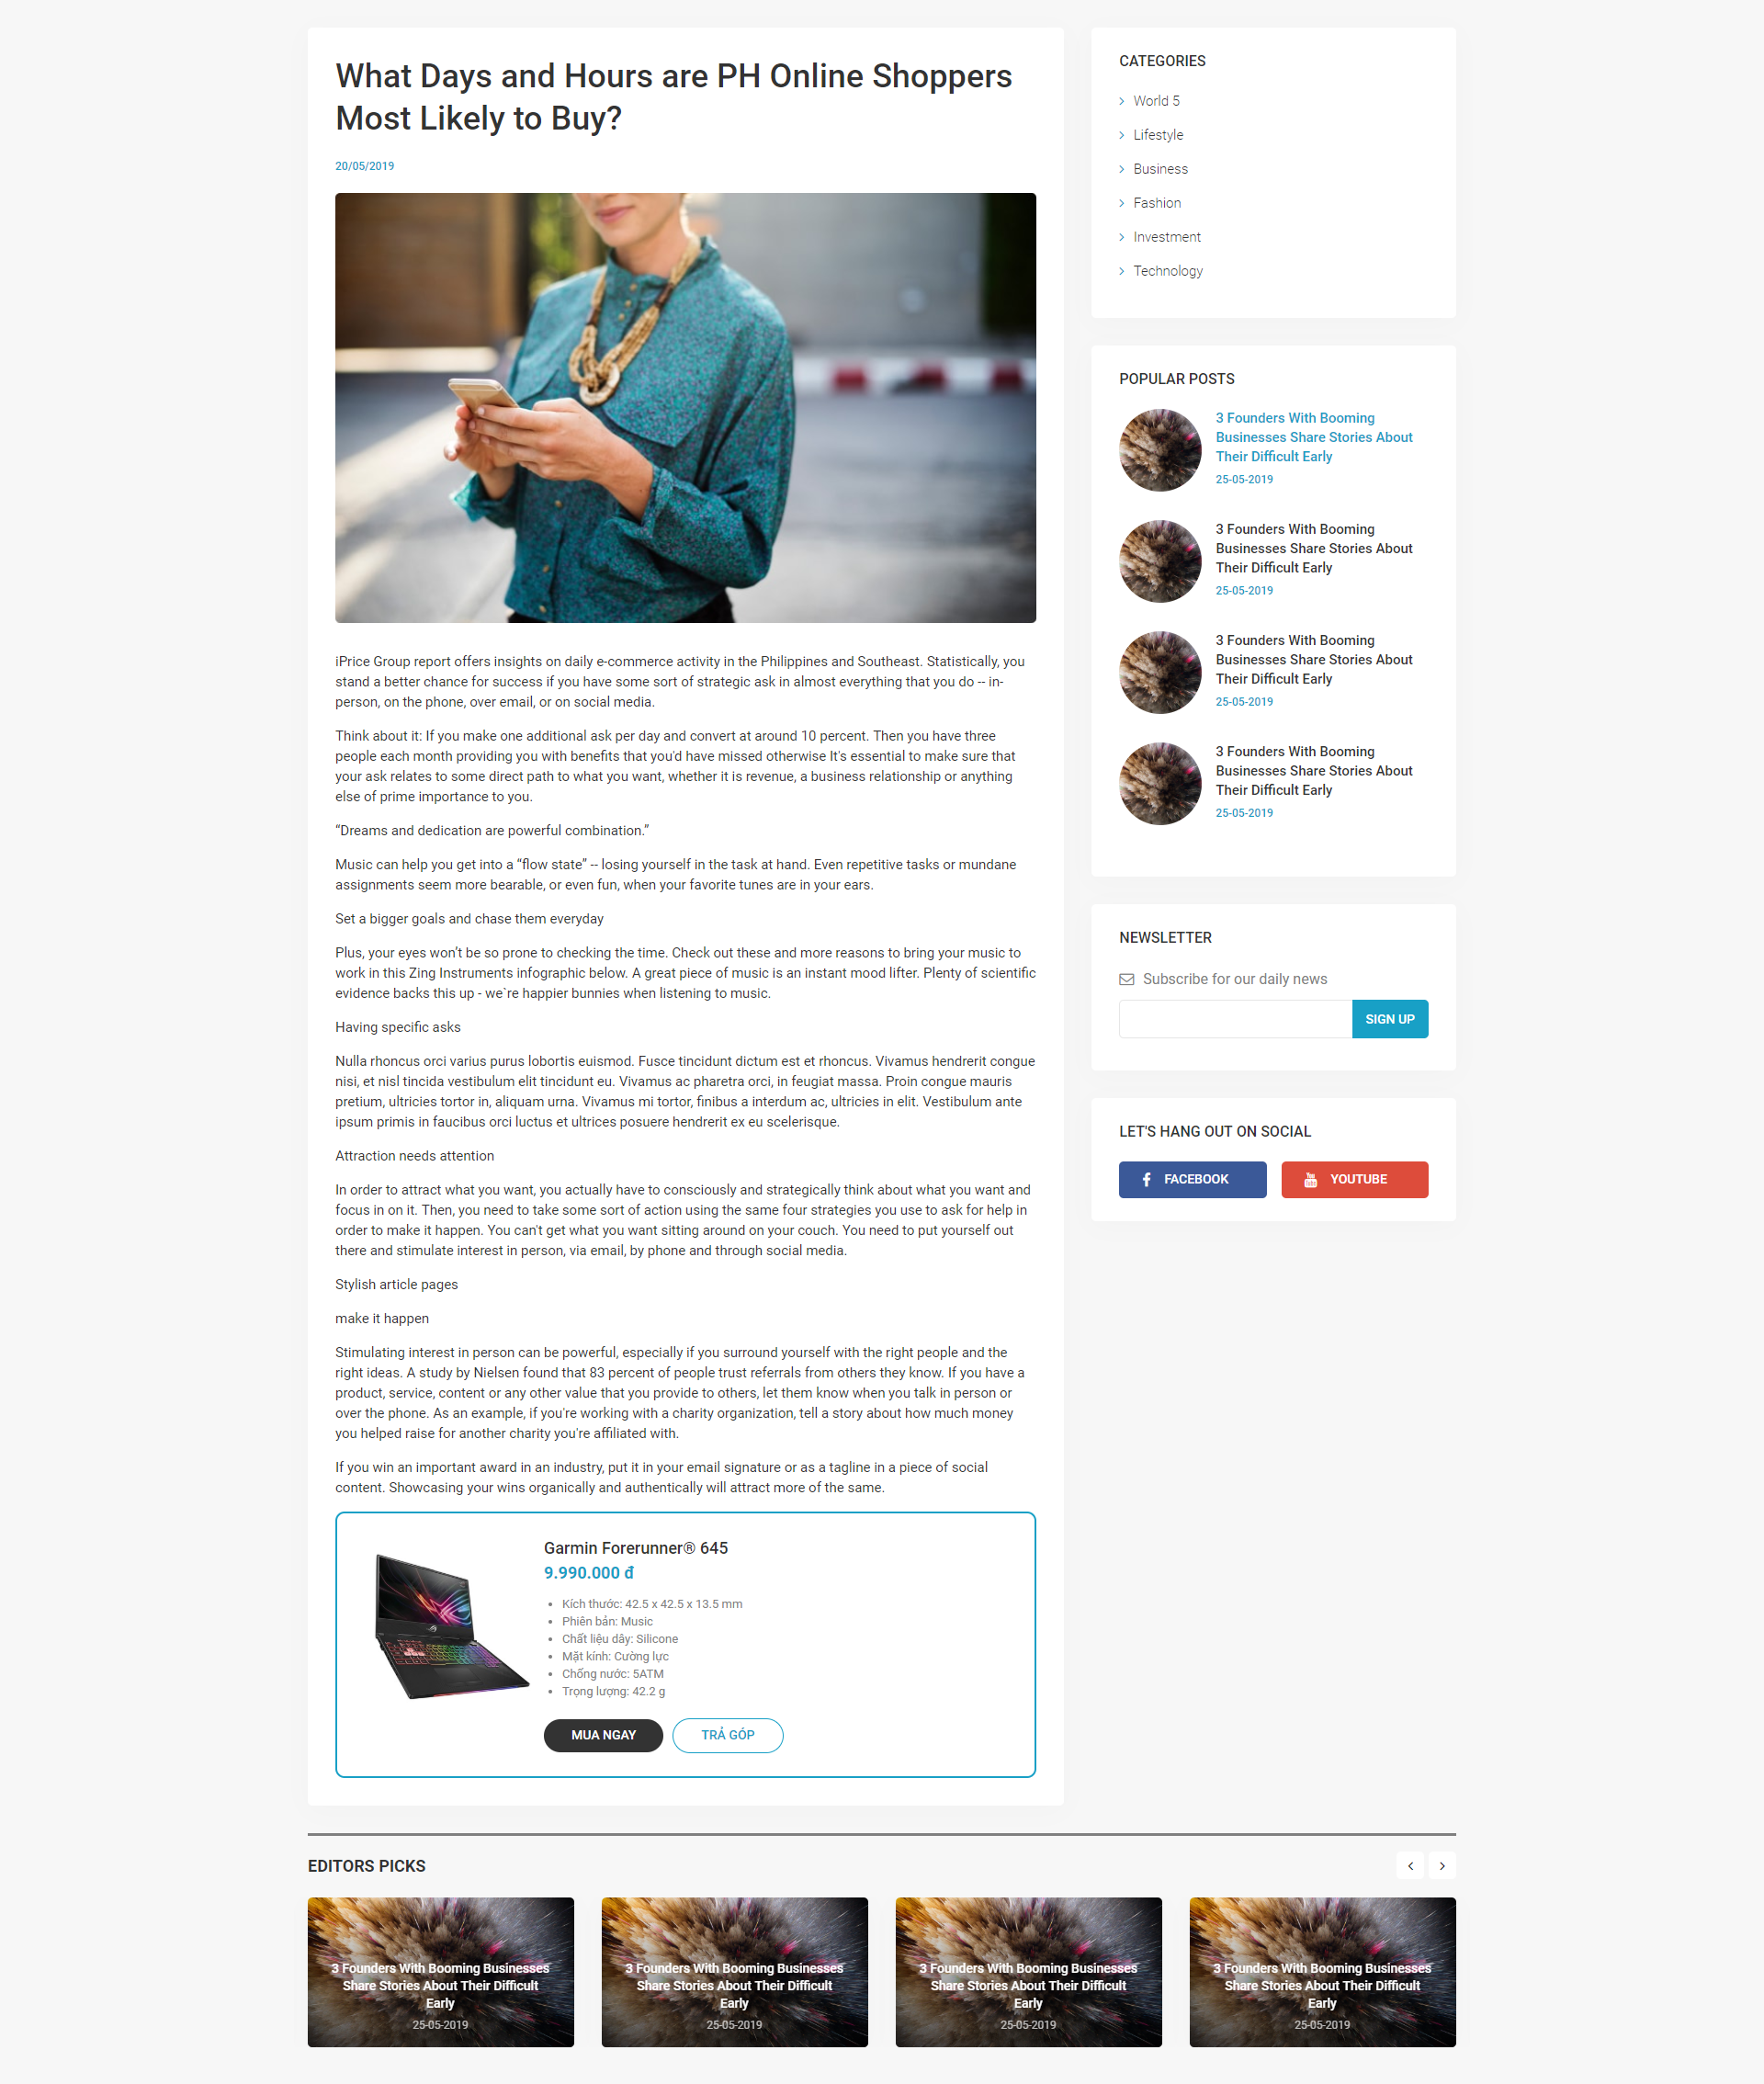 What Days and Hours are PH Online Shoppers
Most Likely to Buy?
20/05/2019
iPrice Group report offers insights on daily e-commerce activity in the Philippines and Southeast. Statistically, you
stand a better chance for success if you have some sort of strategic ask in almost everything that you do -- in-
person, on the phone, over email, or on social media.
Think about it: If you make one additional ask per day and convert at around 10 percent. Then you have three
people each month providing you with benefits that you'd have missed otherwise It's essential to make sure that
your ask relates to some direct path to what you want, whether it is revenue, a business relationship or anything
else of prime importance to you.
“Dreams and dedication are powerful combination.”
Music can help you get into a “flow state” -- losing yourself in the task at hand. Even repetitive tasks or mundane
assignments seem more bearable, or even fun, when your favorite tunes are in your ears.
Set a bigger goals and chase them everyday
Plus, your eyes won’t be so prone to checking the time. Check out these and more reasons to bring your music to
work in this Zing Instruments infographic below. A great piece of music is an instant mood lifter. Plenty of scientific
evidence backs this up - we`re happier bunnies when listening to music.
Having specific asks
Nulla rhoncus orci varius purus lobortis euismod. Fusce tincidunt dictum est et rhoncus. Vivamus hendrerit congue
nisi, et nisl tincida vestibulum elit tincidunt eu. Vivamus ac pharetra orci, in feugiat massa. Proin congue mauris
pretium, ultricies tortor in, aliquam urna. Vivamus mi tortor, finibus a interdum ac, ultricies in elit. Vestibulum ante
ipsum primis in faucibus orci luctus et ultrices posuere hendrerit ex eu scelerisque.
Attraction needs attention
In order to attract what you want, you actually have to consciously and strategically think about what you want and
focus in on it. Then, you need to take some sort of action using the same four strategies you use to ask for help in
order to make it happen. You can't get what you want sitting around on your couch. You need to put yourself out
there and stimulate interest in person, via email, by phone and through social media.
Stylish article pages
make it happen
Stimulating interest in person can be powerful, especially if you surround yourself with the right people and the
right ideas. A study by Nielsen found that 83 percent of people trust referrals from others they know. If you have a
product, service, content or any other value that you provide to others, let them know when you talk in person or
over the phone. As an example, if you're working with a charity organization, tell a story about how much money
you helped raise for another charity you're affiliated with.
If you win an important award in an industry, put it in your email signature or as a tagline in a piece of social
content. Showcasing your wins organically and authentically will attract more of the same.
Garmin Forerunner® 645
9.990.000 đ
Kích thước: 42.5 x 42.5 x 13.5 mm
Phiên bản: Music
Chất liệu dây: Silicone
Mặt kính: Cường lực
Chống nước: 5ATM
Trọng lượng: 42.2 g
MUA NGAY TRẢ GÓP
CATEGORIES
World 5
Lifestyle
Business
Fashion
Investment
Technology
POPULAR POSTS
3 Founders With Booming
Businesses Share Stories About
Their Difficult Early
25-05-2019
3 Founders With Booming
Businesses Share Stories About
Their Difficult Early
25-05-2019
3 Founders With Booming
Businesses Share Stories About
Their Difficult Early
25-05-2019
3 Founders With Booming
Businesses Share Stories About
Their Difficult Early
25-05-2019
NEWSLETTER
Subscribe for our daily news
SIGN UP
LET'S HANG OUT ON SOCIAL
FACEBOOK YOUTUBE
EDITORS PICKS
3 Founders With Booming Businesses
Share Stories About Their Difficult
Early
25-05-2019
3 Founders With Booming Businesses
Share Stories About Their Difficult
Early
25-05-2019
3 Founders With Booming Businesses
Share Stories About Their Difficult
Early
25-05-2019
3 Founders With Booming Businesses
Share Stories About Their Difficult
Early
25-05-2019